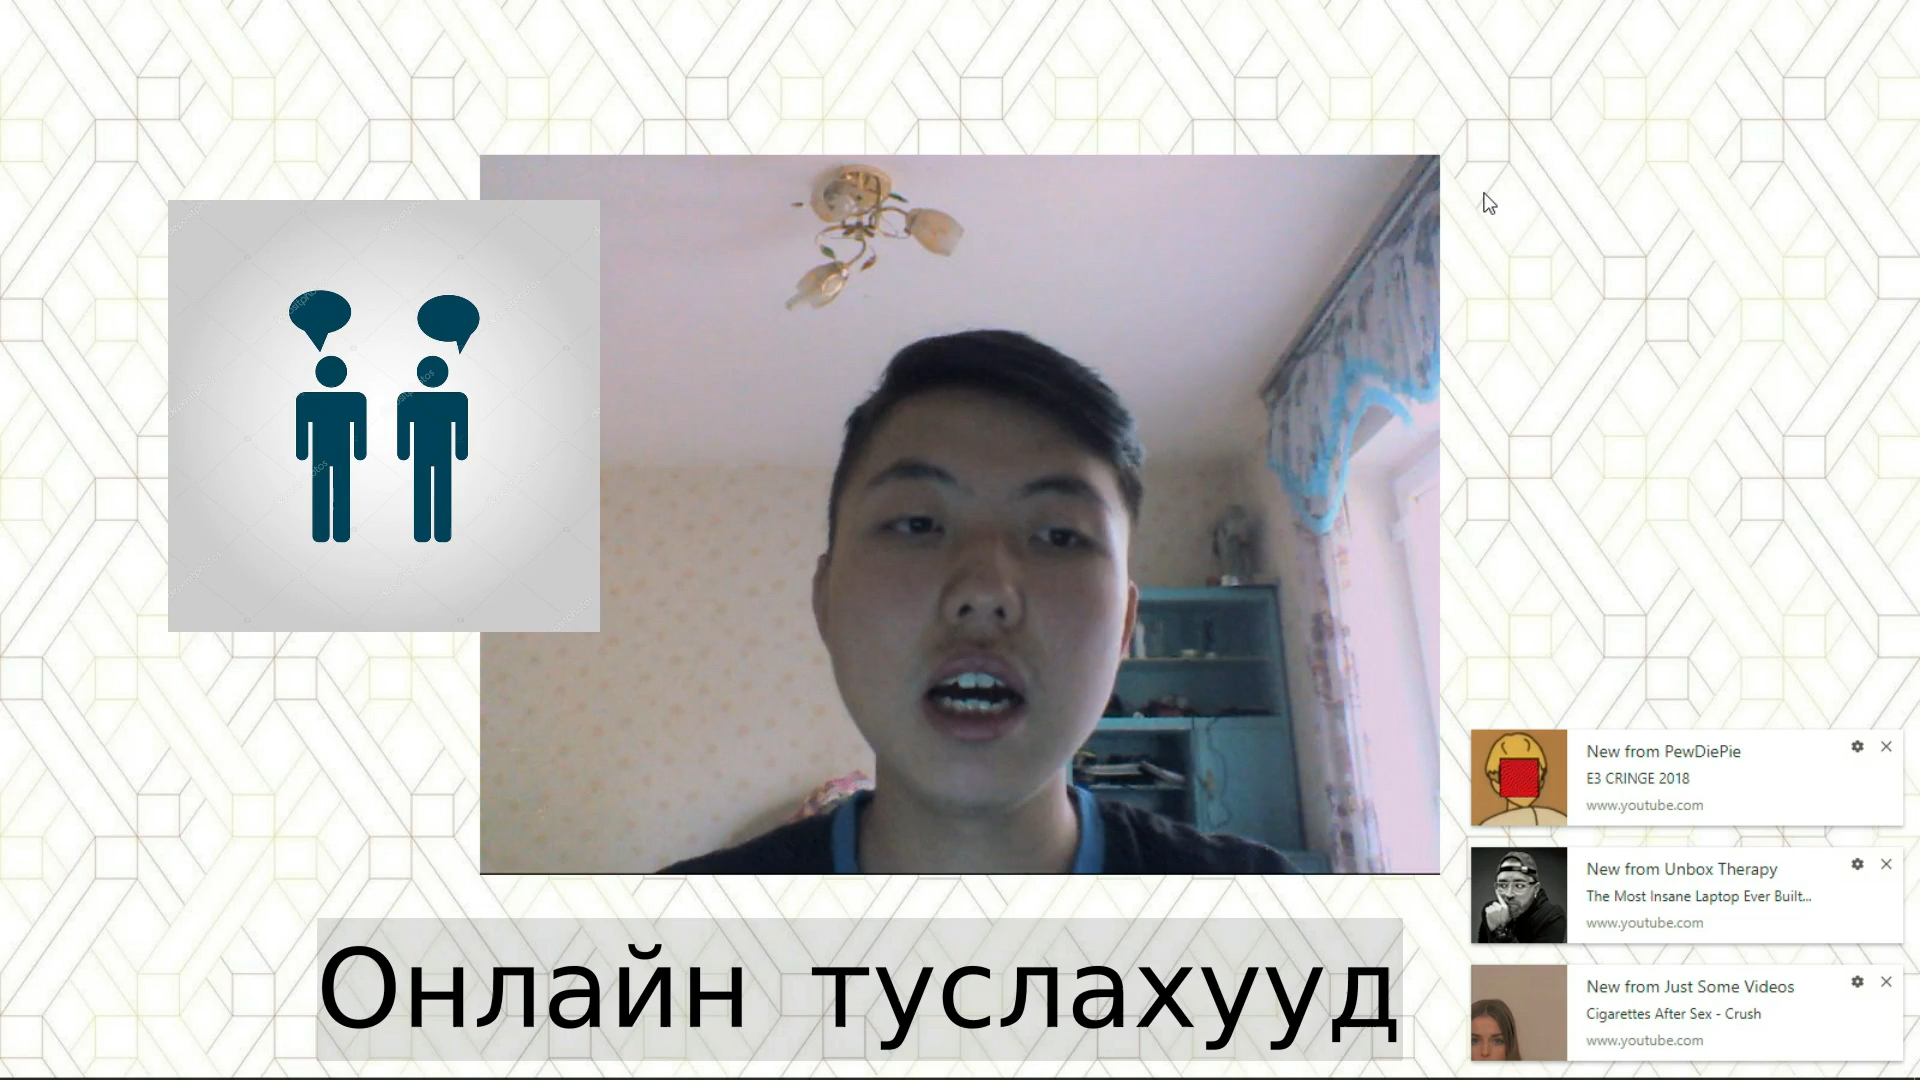 Онлайн туслахууд
New from PewDiePie
E3 CRINGE 2018
www.youtube.com
New from Unbox Therapy
The Most Insane Laptop Ever Built...
www.youtube.com
New from Just Some Videos
Cigarettes After Sex - Crush
www.youtube.com